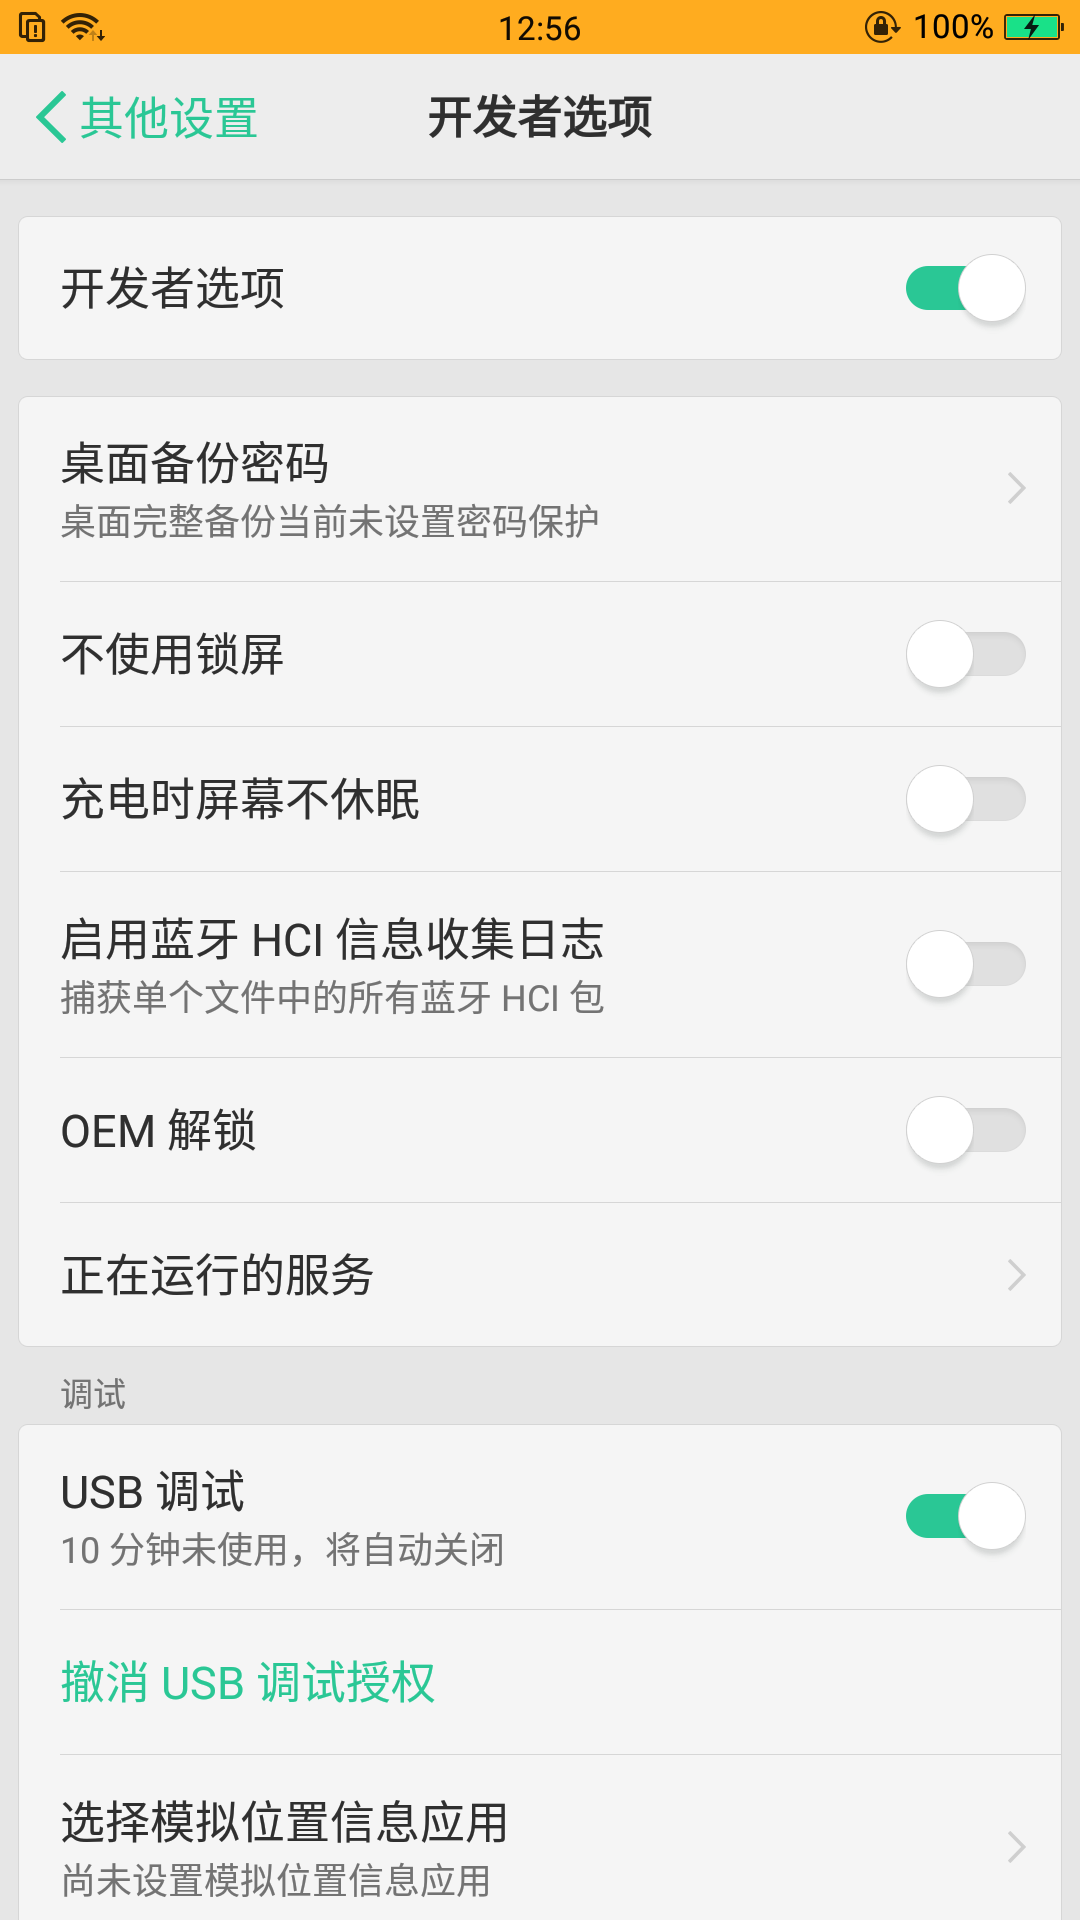 12:56
100%
其他设置
开发者选项
开发者选项
桌面备份密码
桌面完整备份当前未设置密码保护
不使用锁屏
充电时屏幕不休眠
启用蓝牙 HCI 信息收集日志
捕获单个文件中的所有蓝牙 HCI 包
OEM 解锁
正在运行的服务
调试
USB 调试
10 分钟未使用，将自动关闭
撤消 USB 调试授权
选择模拟位置信息应用
尚未设置模拟位置信息应用